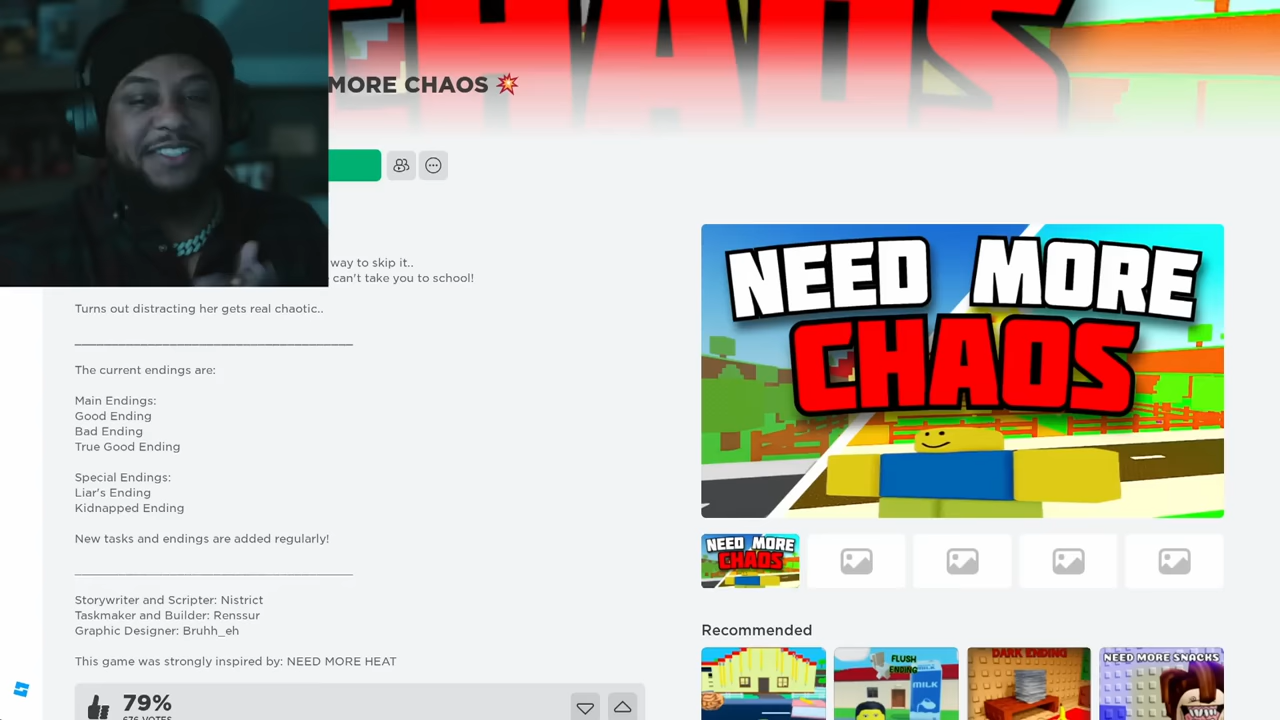 CHAOS
MORE CHAOS 💥
way to skip it..
can't take you to school!
Turns out distracting her gets real chaotic..
The current endings are:
Main Endings:
Good Ending
Bad Ending
True Good Ending
Special Endings:
Liar's Ending
Kidnapped Ending
New tasks and endings are added regularly!
Storywriter and Scripter: Nistrict
Taskmaker and Builder: Renssur
Graphic Designer: Bruhh_eh
This game was strongly inspired by: NEED MORE HEAT
79%
676 VOTES
NEED MORE
CHAOS
NEED MORE
CHAOS
Recommended
FLUSH
ENDING
MILK
DARK ENDING
NEED MORE SNACKS